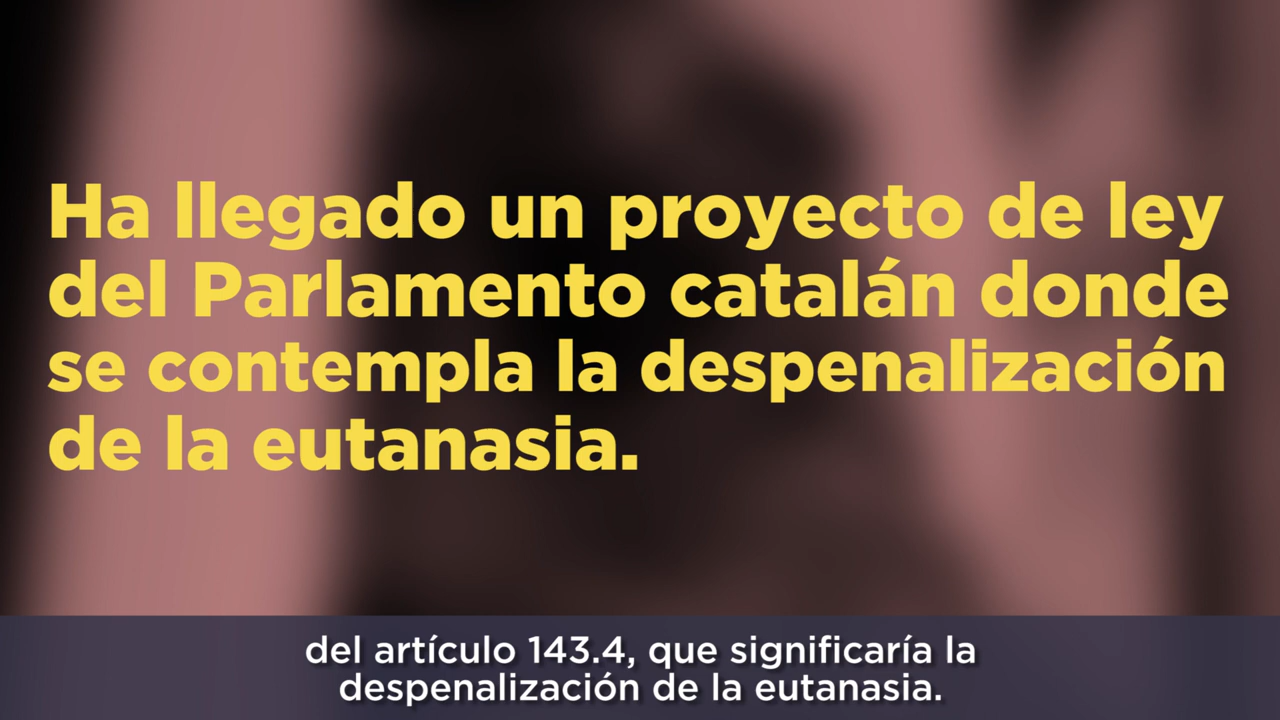 Ha llegado un proyecto de ley
del Parlamento catalán donde
se contempla la despenalización
de la eutanasia.
del artículo 143.4, que significaría la
despenalización de la eutanasia.